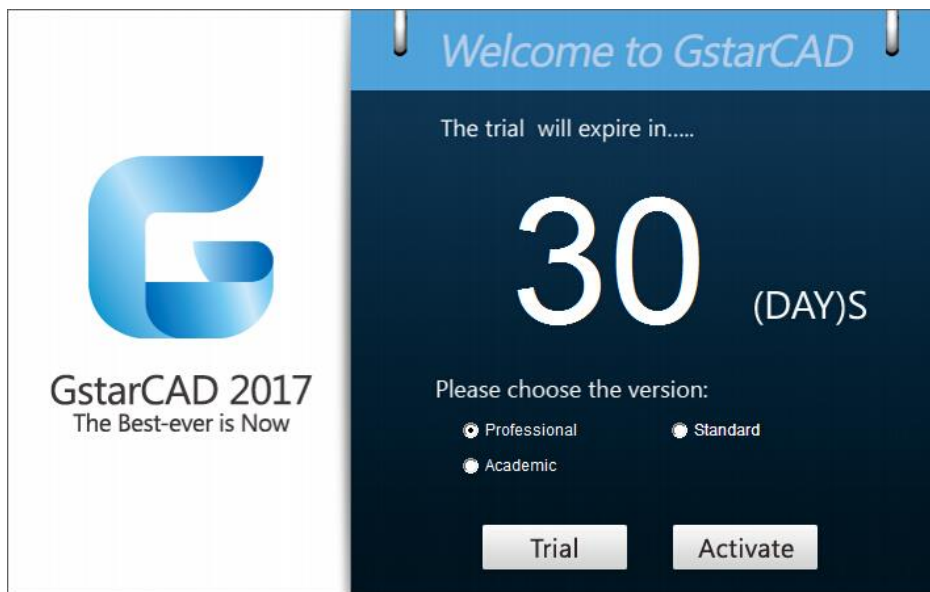 Welcome to GstarCAD
The trial will expire in.....
30 (DAY)S
GstarCAD 2017
The Best-ever is Now
Please choose the version:
Professional Standard
Academic
Trial Activate